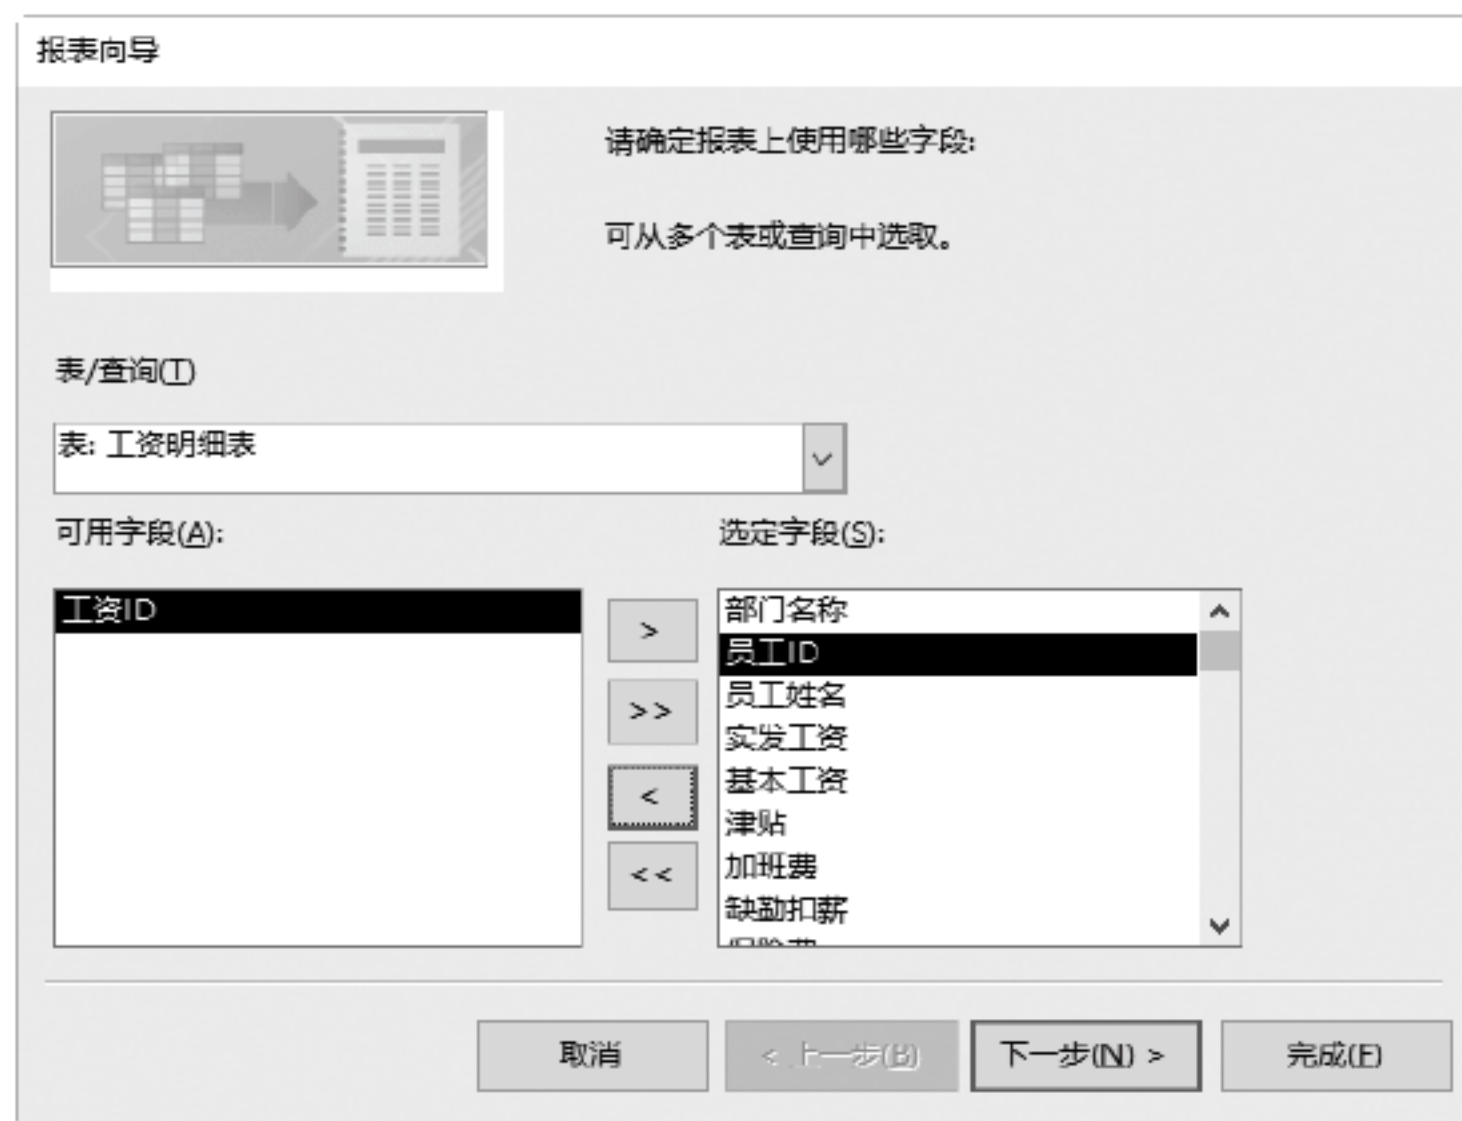 报表向导
请确定报表上使用哪些字段:
可从多个表或查询中选取。
表/查询(T)
表: 工资明细表
可用字段(A):
选定字段(S):
工资ID
>
>>
<
<<
部门名称
员工ID
员工姓名
实发工资
基本工资
津贴
加班费
缺勤扣薪
取消
< 上一步(B)
下一步(N) >
完成(F)